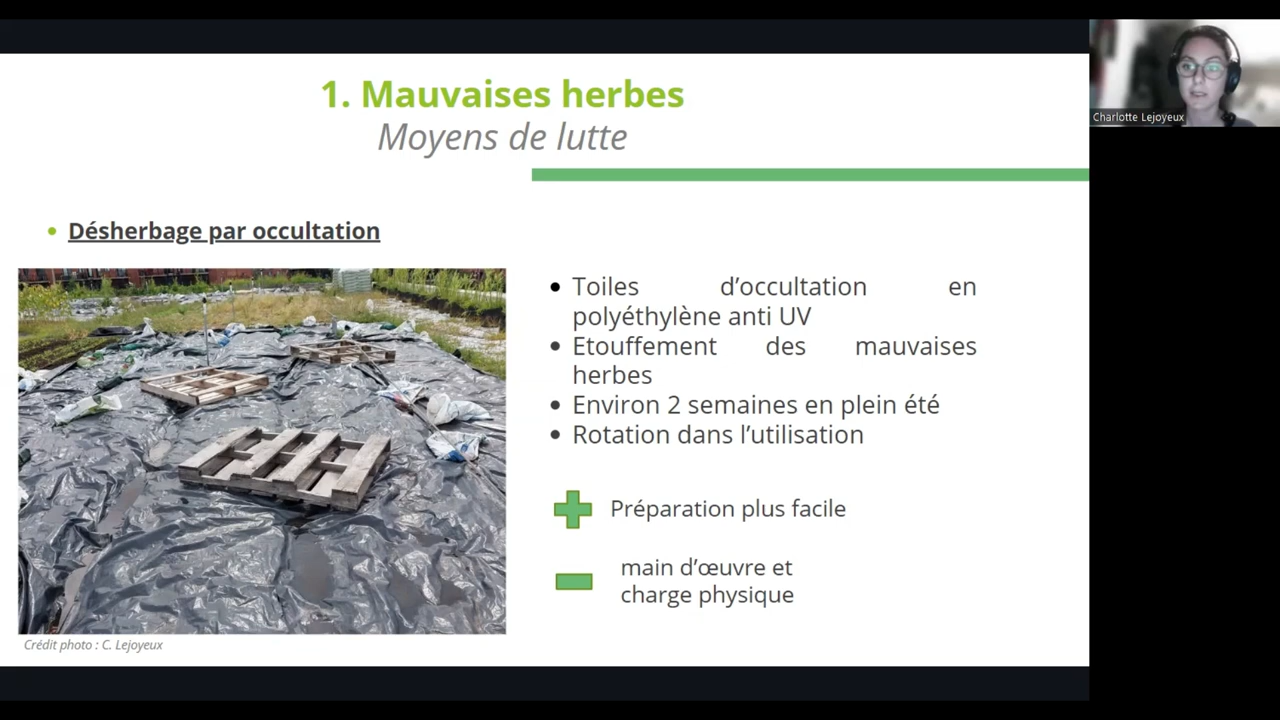 1. Mauvaises herbes
Moyens de lutte
• Désherbage par occultation
• Toiles d’occultation en
polyéthylène anti UV
• Etouffement des mauvaises
herbes
• Environ 2 semaines en plein été
• Rotation dans l’utilisation
Préparation plus facile
main d’œuvre et
charge physique
Crédit photo : C. Lejoyeux
Charlotte Lejoyeux